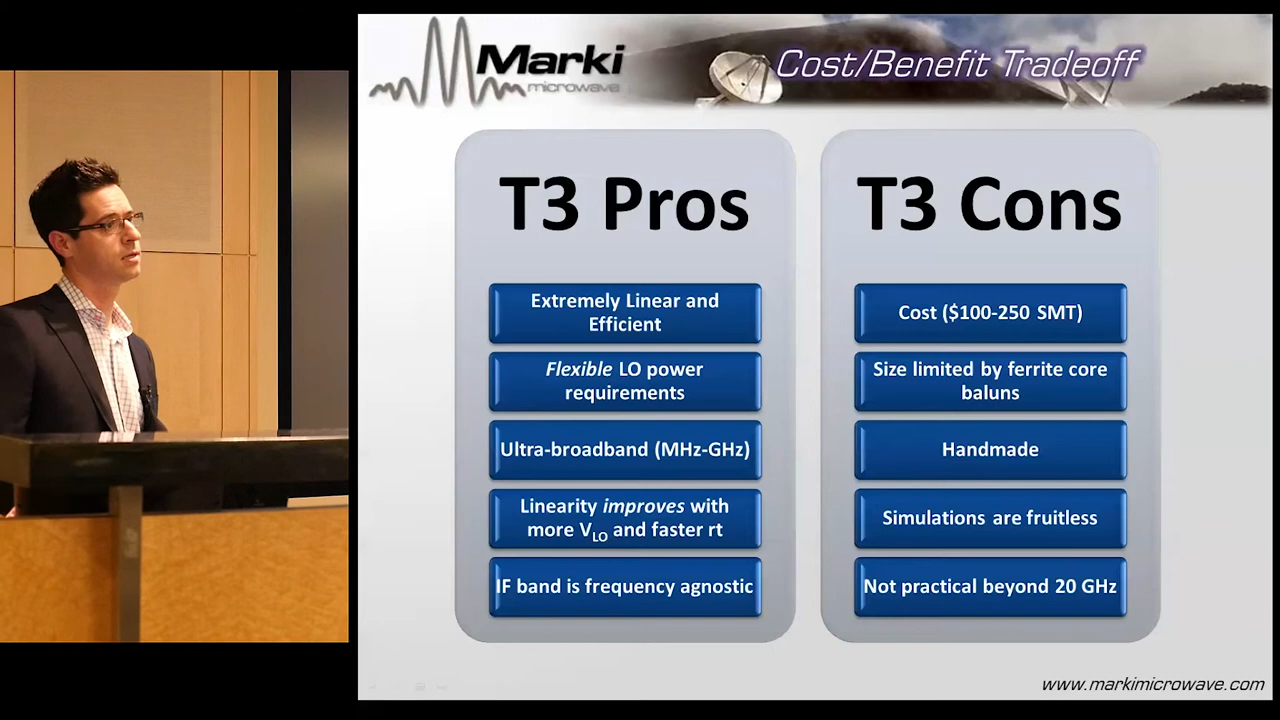 Marki
microwave
Cost/Benefit Tradeoff
T3 Pros
Extremely Linear and
Efficient
Flexible LO power
requirements
Ultra-broadband (MHz-GHz)
Linearity improves with
more VLO and faster rt
IF band is frequency agnostic
T3 Cons
Cost ($100-250 SMT)
Size limited by ferrite core
baluns
Handmade
Simulations are fruitless
Not practical beyond 20 GHz
www.markimicrowave.com